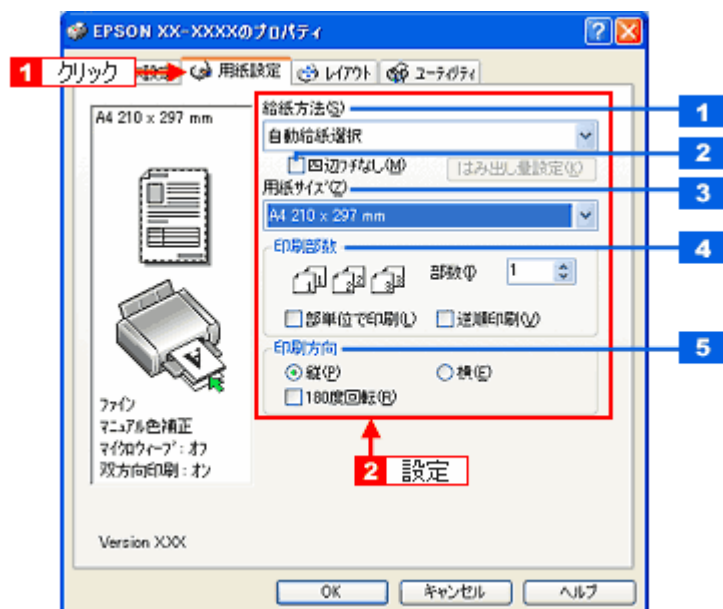 EPSON XX-XXXXのプロパティ
1 クリック
用紙設定 レイアウト ユーティリティ
A4 210 x 297 mm
給紙方法(S)
1
自動給紙選択
2
四辺フチなし(M) はみ出し量設定(K)
用紙サイズ(Z)
3
A4 210 x 297 mm
印刷部数
4
部数(I) 1
部単位で印刷(L) 逆順印刷(V)
印刷方向
5
縦(P) 横(E)
180度回転(R)
ファイン
マニュアル色補正
マイクロウィーブ : オフ
双方向印刷 : オン
2 設定
Version XXX
OK キャンセル ヘルプ